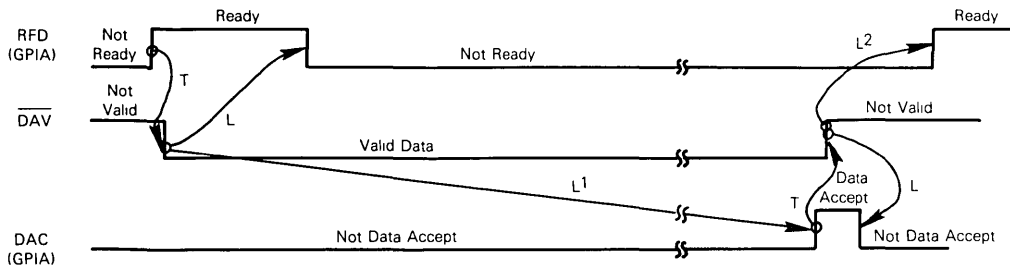 Ready
Ready
RFD
(GPIA)
Not
Ready
Not Ready
L2
T
Not
Valid
L
Not Valid
DAV
Valid Data
L1
T
Data
Accept
L
DAC
(GPIA)
Not Data Accept
Not Data Accept